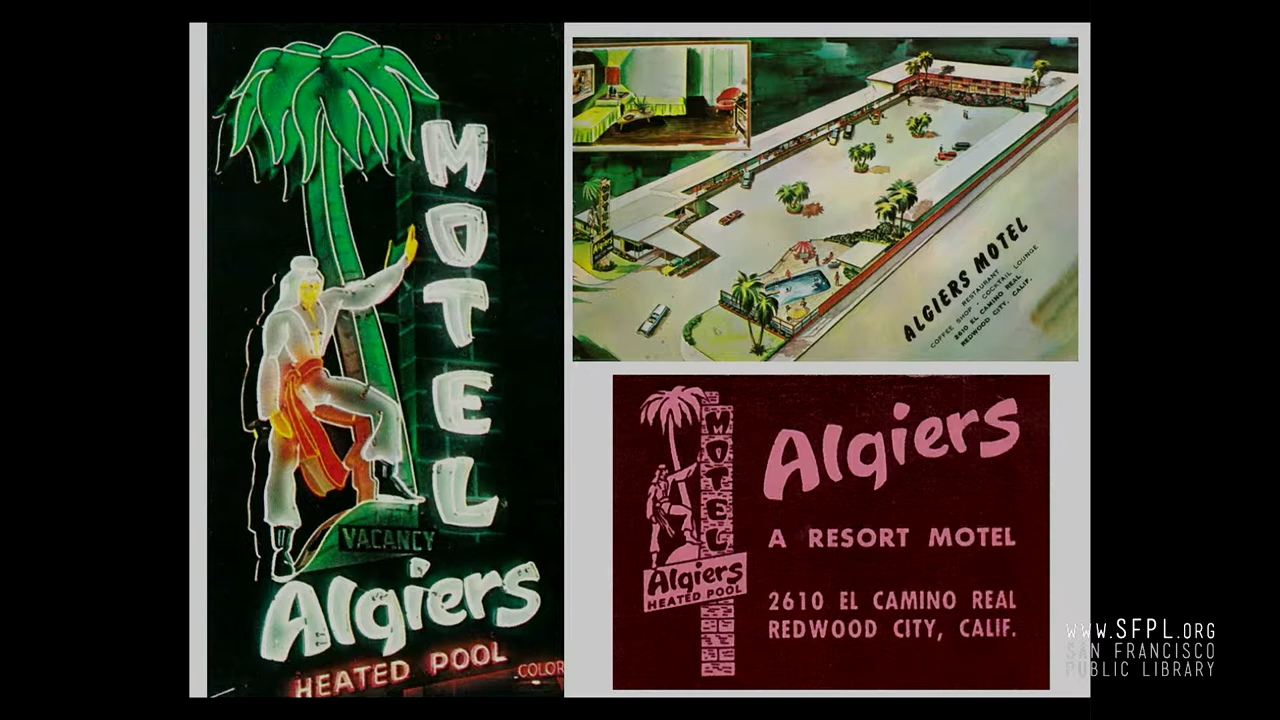 MOTEL
VACANCY
Algiers
HEATED POOL
COLOR
Algiers
ALGIERS MOTEL
RESTAURANT
COFFEE SHOP - COCKTAIL LOUNGE
2610 EL CAMINO REAL
REDWOOD CITY, CALIF.
MOTEL
Algiers
HEATED POOL
Algiers
A RESORT MOTEL
2610 EL CAMINO REAL
REDWOOD CITY, CALIF.
WWW.SFPL.ORG
SAN FRANCISCO
PUBLIC LIBRARY